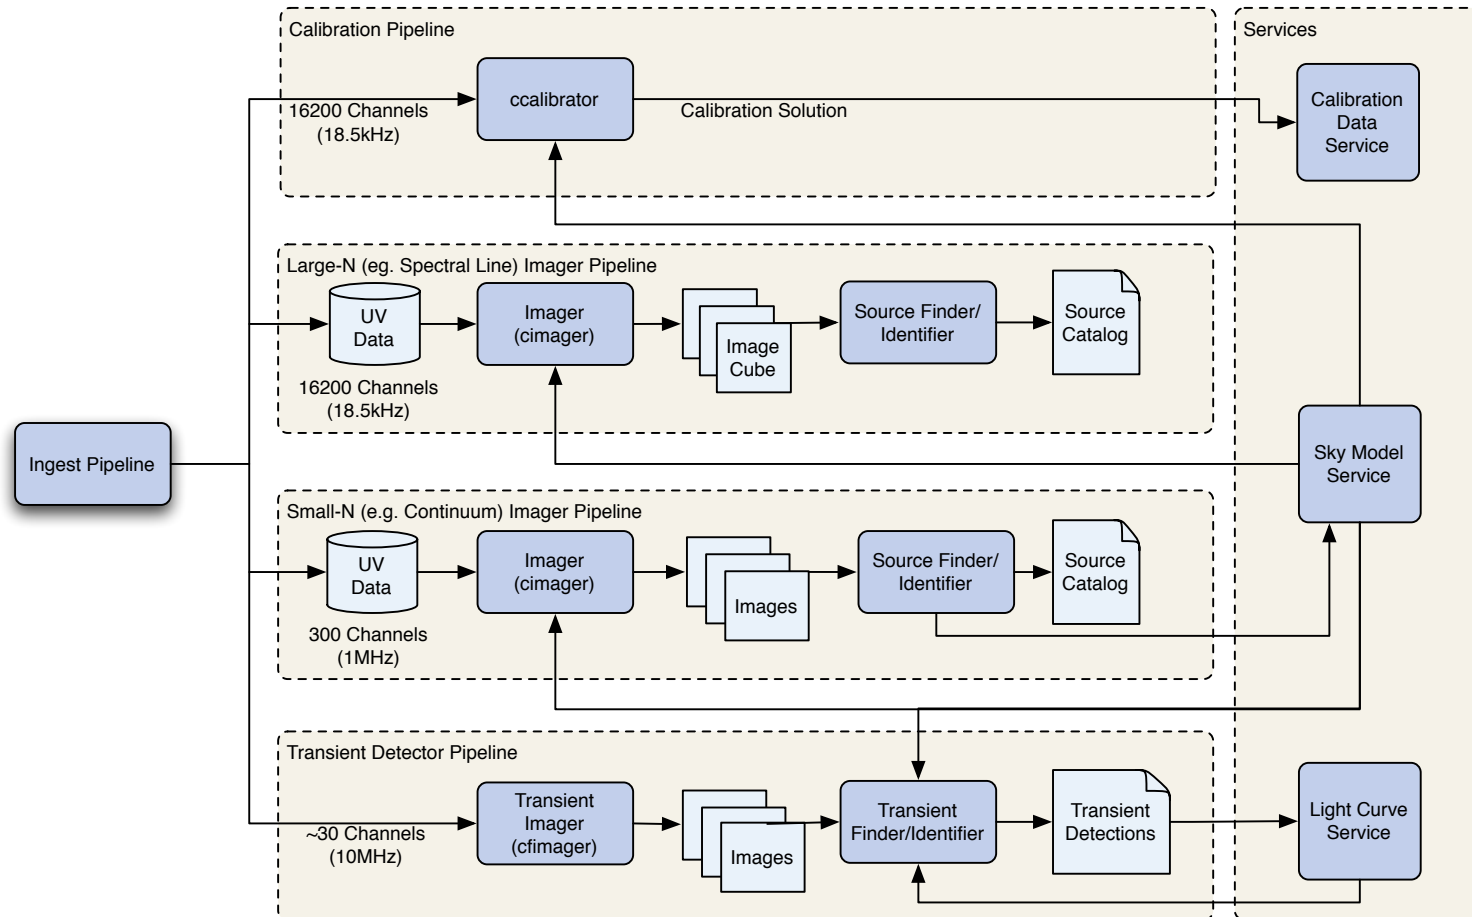 Calibration Pipeline
Services
16200 Channels
(18.5kHz)
ccalibrator
Calibration Solution
Calibration
Data
Service
Large-N (eg. Spectral Line) Imager Pipeline
UV
Data
16200 Channels
(18.5kHz)
Imager
(cimager)
Image
Cube
Source Finder/
Identifier
Source
Catalog
Ingest Pipeline
Sky Model
Service
Small-N (e.g. Continuum) Imager Pipeline
UV
Data
300 Channels
(1MHz)
Imager
(cimager)
Images
Source Finder/
Identifier
Source
Catalog
Transient Detector Pipeline
~30 Channels
(10MHz)
Transient
Imager
(cfimager)
Images
Transient
Finder/Identifier
Transient
Detections
Light Curve
Service